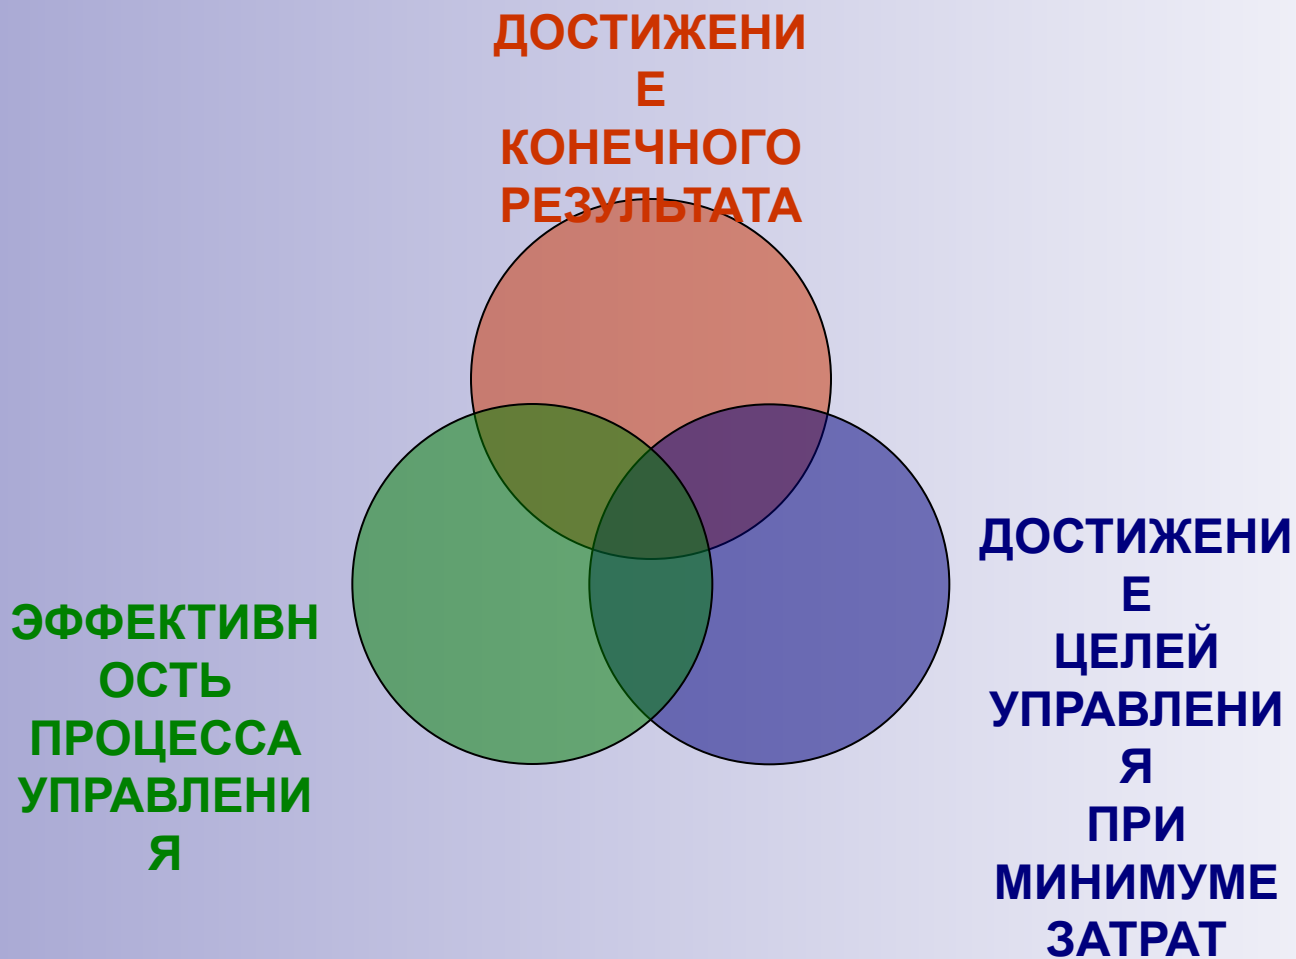 ДОСТИЖЕНИ
Е
КОНЕЧНОГО
РЕЗУЛЬТАТА
ЭФФЕКТИВН
ОСТЬ
ПРОЦЕССА
УПРАВЛЕНИ
Я
ДОСТИЖЕНИ
Е
ЦЕЛЕЙ
УПРАВЛЕНИ
Я
ПРИ
МИНИМУМЕ
ЗАТРАТ